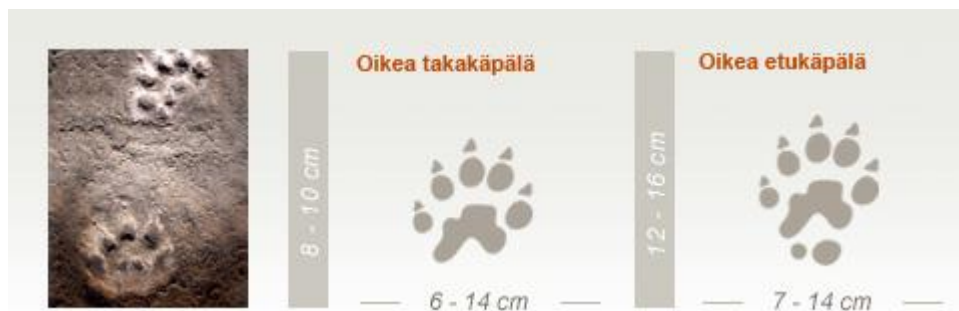 Oikea takakäpälä
8 - 10 cm
6 - 14 cm
Oikea etukäpälä
12 - 16 cm
7 - 14 cm